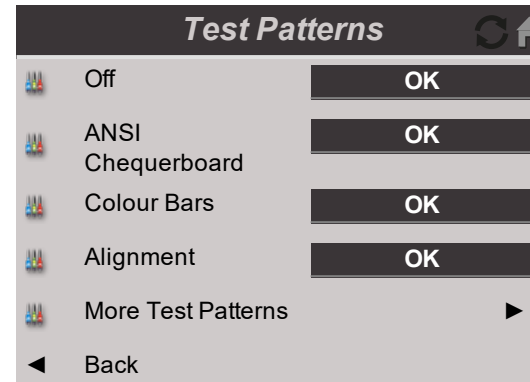 Test Patterns
Off OK
ANSI OK
Chequerboard
Colour Bars OK
Alignment OK
More Test Patterns ►
◄ Back